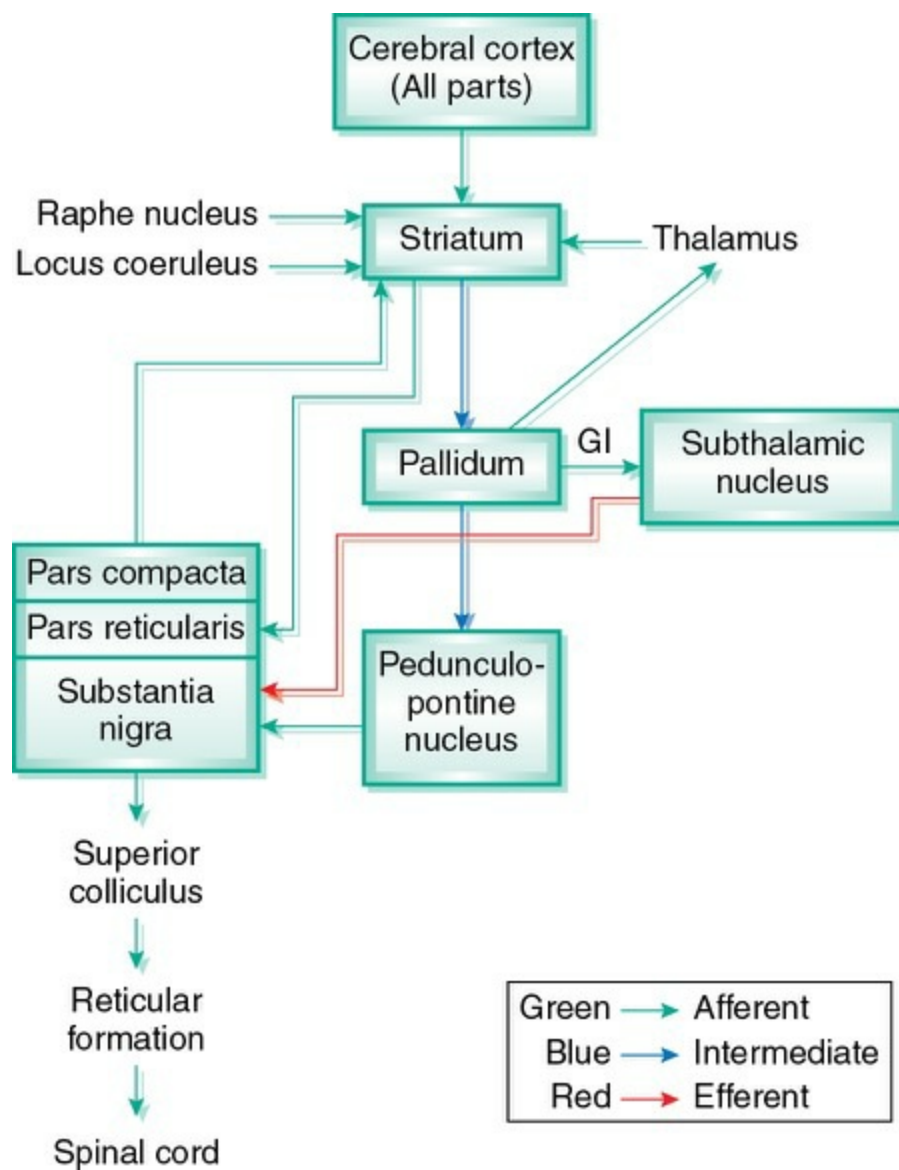 Cerebral cortex
(All parts)
Raphe nucleus
Striatum
Thalamus
Locus coeruleus
Pallidum
GI
Subthalamic
nucleus
Pars compacta
Pars reticularis
Substantia
nigra
Pedunculo-
pontine
nucleus
Superior
colliculus
Reticular
formation
Spinal cord
Green Afferent
Blue Intermediate
Red Efferent